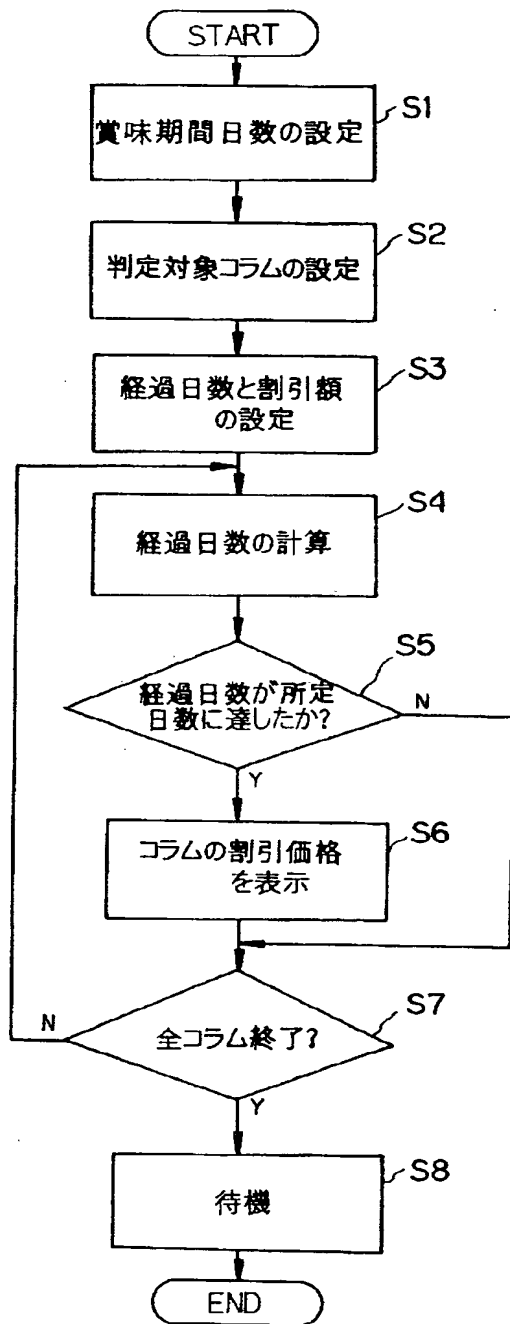 START
賞味期間日数の設定
S1
判定対象コラムの設定
S2
経過日数と割引額
の設定
S3
経過日数の計算
S4
経過日数が所定
日数に達したか?
S5
N
Y
コラムの割引価格
を表示
S6
全コラム終了?
S7
N
Y
待機
S8
END